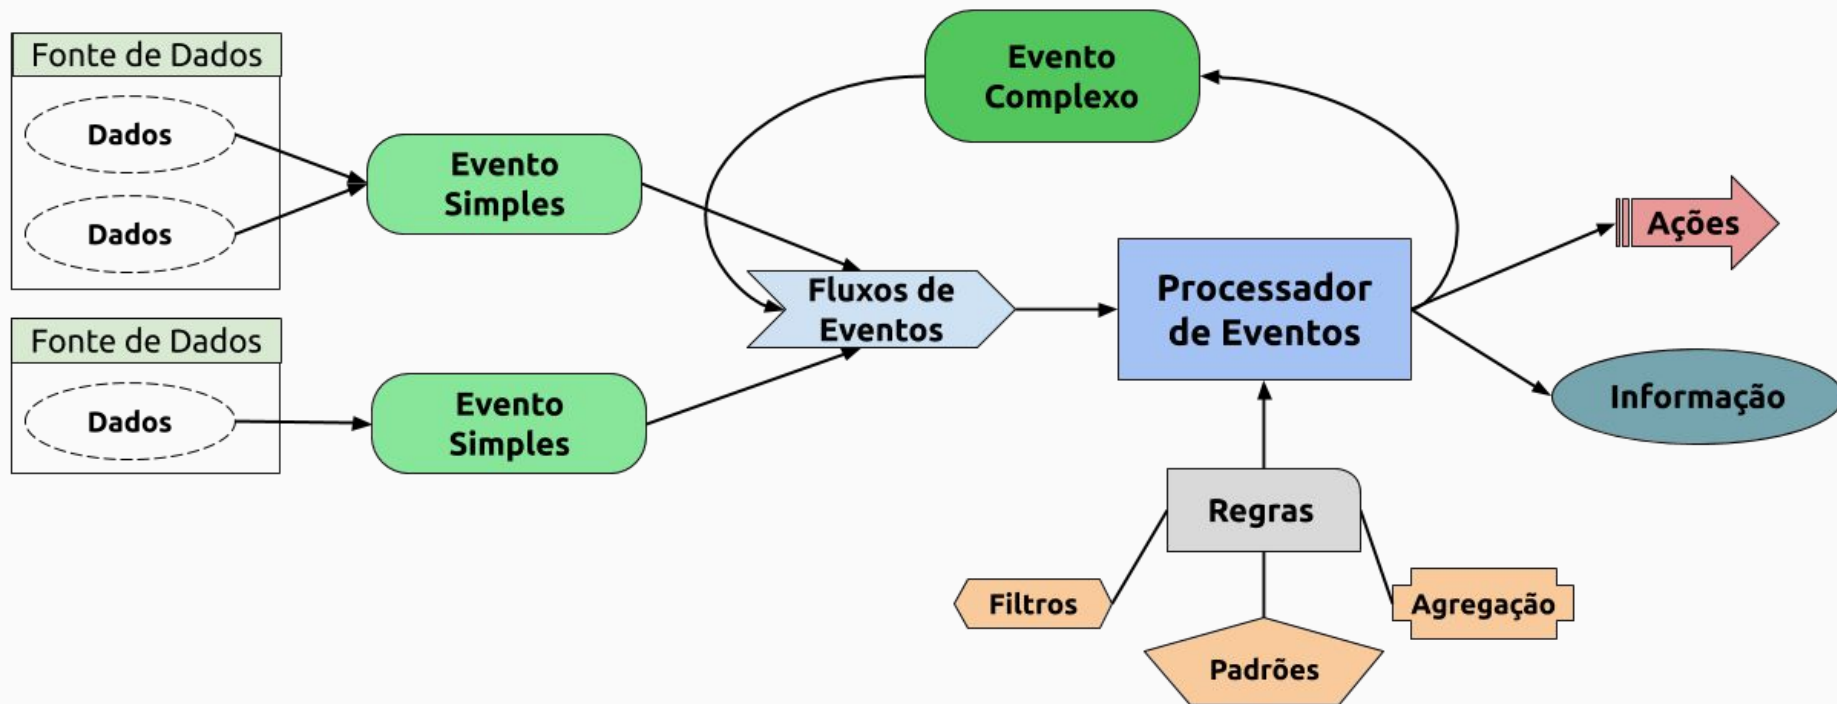 Fonte de Dados
Dados
Dados
Fonte de Dados
Dados
Evento
Simples
Evento
Simples
Evento
Complexo
Fluxos de
Eventos
Processador
de Eventos
Ações
Informação
Regras
Filtros
Padrões
Agregação